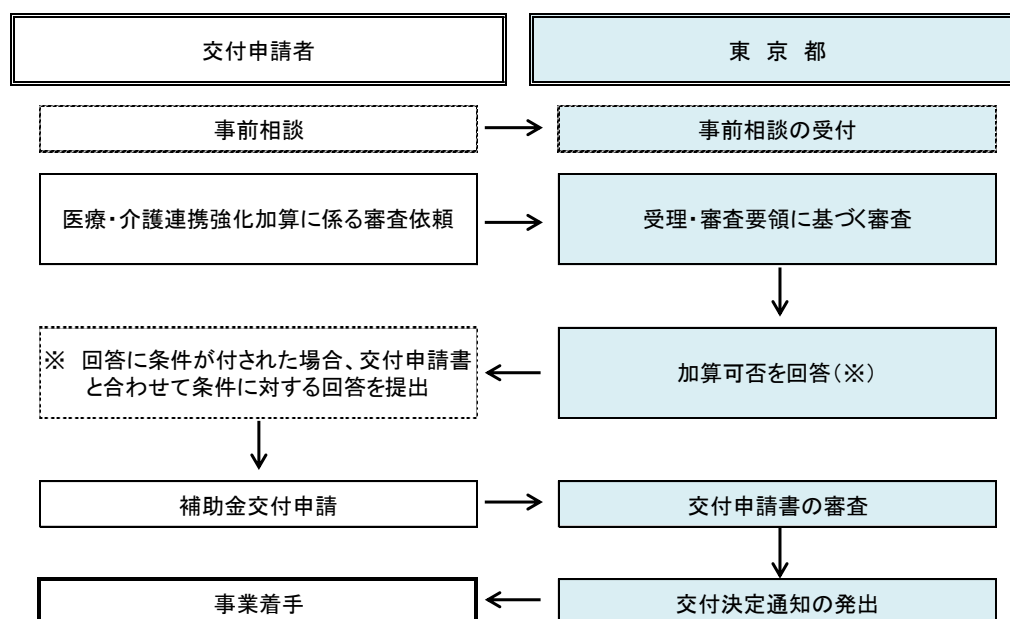 交付申請者
東 京 都
事前相談
事前相談の受付
医療・介護連携強化加算に係る審査依頼
受理・審査要領に基づく審査
※ 回答に条件が付された場合、交付申請書
と合わせて条件に対する回答を提出
加算可否を回答(※)
補助金交付申請
交付申請書の審査
事業着手
交付決定通知の発出